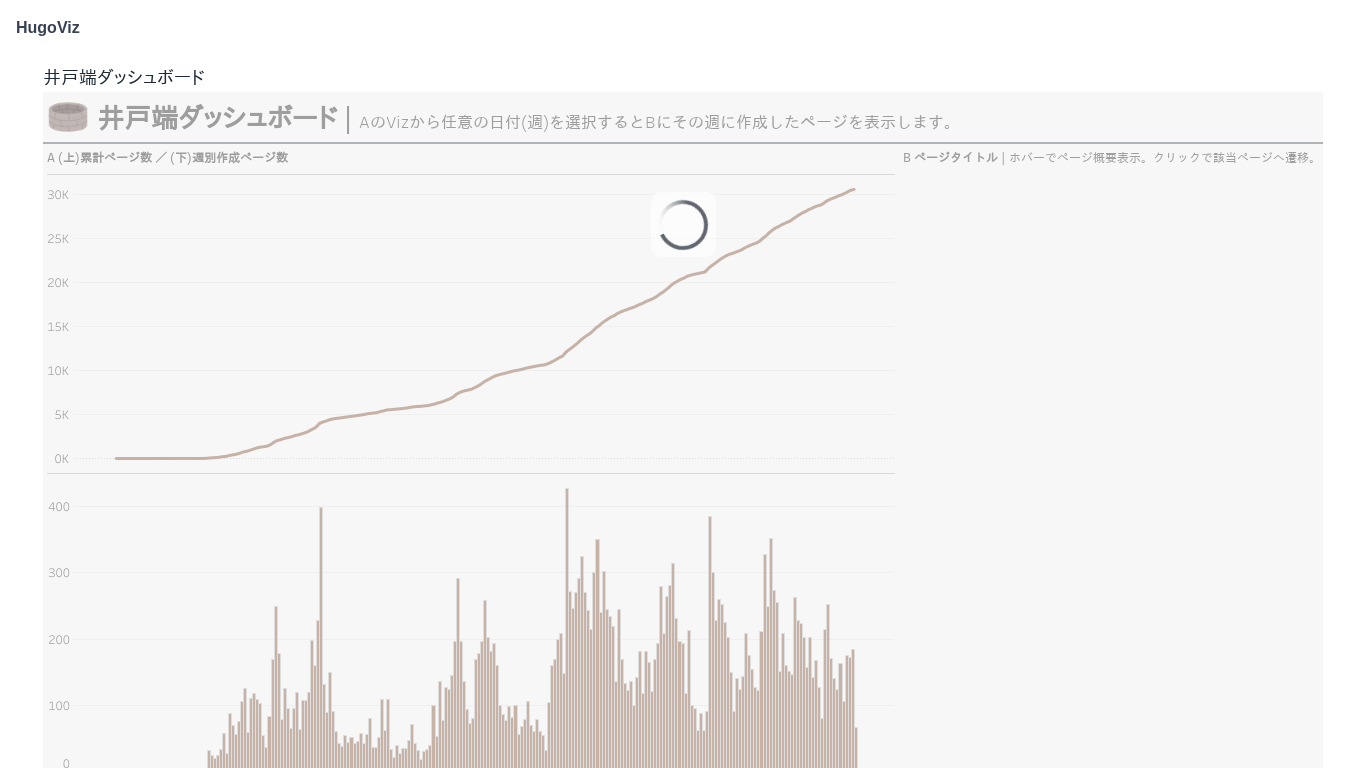 HugoViz
井戸端ダッシュボード
井戸端ダッシュボード | AのVizから任意の日付(週)を選択するとBにその週に作成したページを表示します。
A (上)累計ページ数 ／ (下)週別作成ページ数
B ページタイトル | ホバーでページ概要表示。クリックで該当ページへ遷移。
30K
25K
20K
15K
10K
5K
0K
400
300
200
100
0